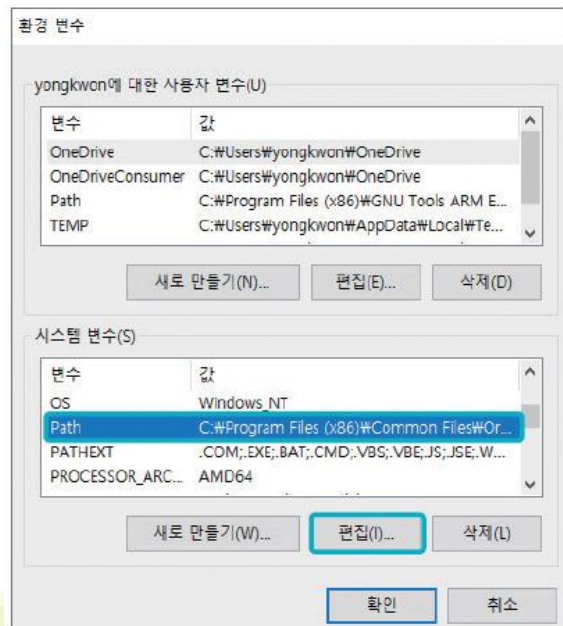 환경 변수
yongkwon에 대한 사용자 변수(U)
변수 값
OneDrive C:₩Users₩yongkwon₩OneDrive
OneDriveConsumer C:₩Users₩yongkwon₩OneDrive
Path C:₩Program Files (x86)₩GNU Tools ARM E...
TEMP C:₩Users₩yongkwon₩AppData₩Local₩Te...
새로 만들기(N)... 편집(E)... 삭제(D)
시스템 변수(S)
변수 값
OS Windows_NT
Path C:₩Program Files (x86)₩Common Files₩Or...
PATHEXT .COM;.EXE;.BAT;.CMD;.VBS;.VBE;.JS;.JSE;.W...
PROCESSOR_ARC... AMD64
새로 만들기(W)... 편집(I)... 삭제(L)
확인 취소